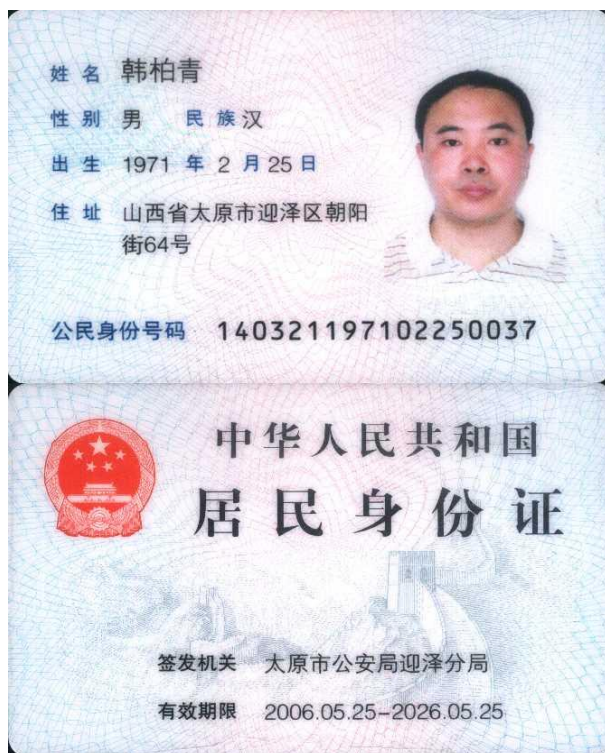 姓名 韩柏青
性别 男 民族 汉
出生 1971 年 2 月 25 日
住址 山西省太原市迎泽区朝阳
街64号
公民身份号码 140321197102250037
中华人民共和国
居民身份证
签发机关 太原市公安局迎泽分局
有效期限 2006.05.25-2026.05.25